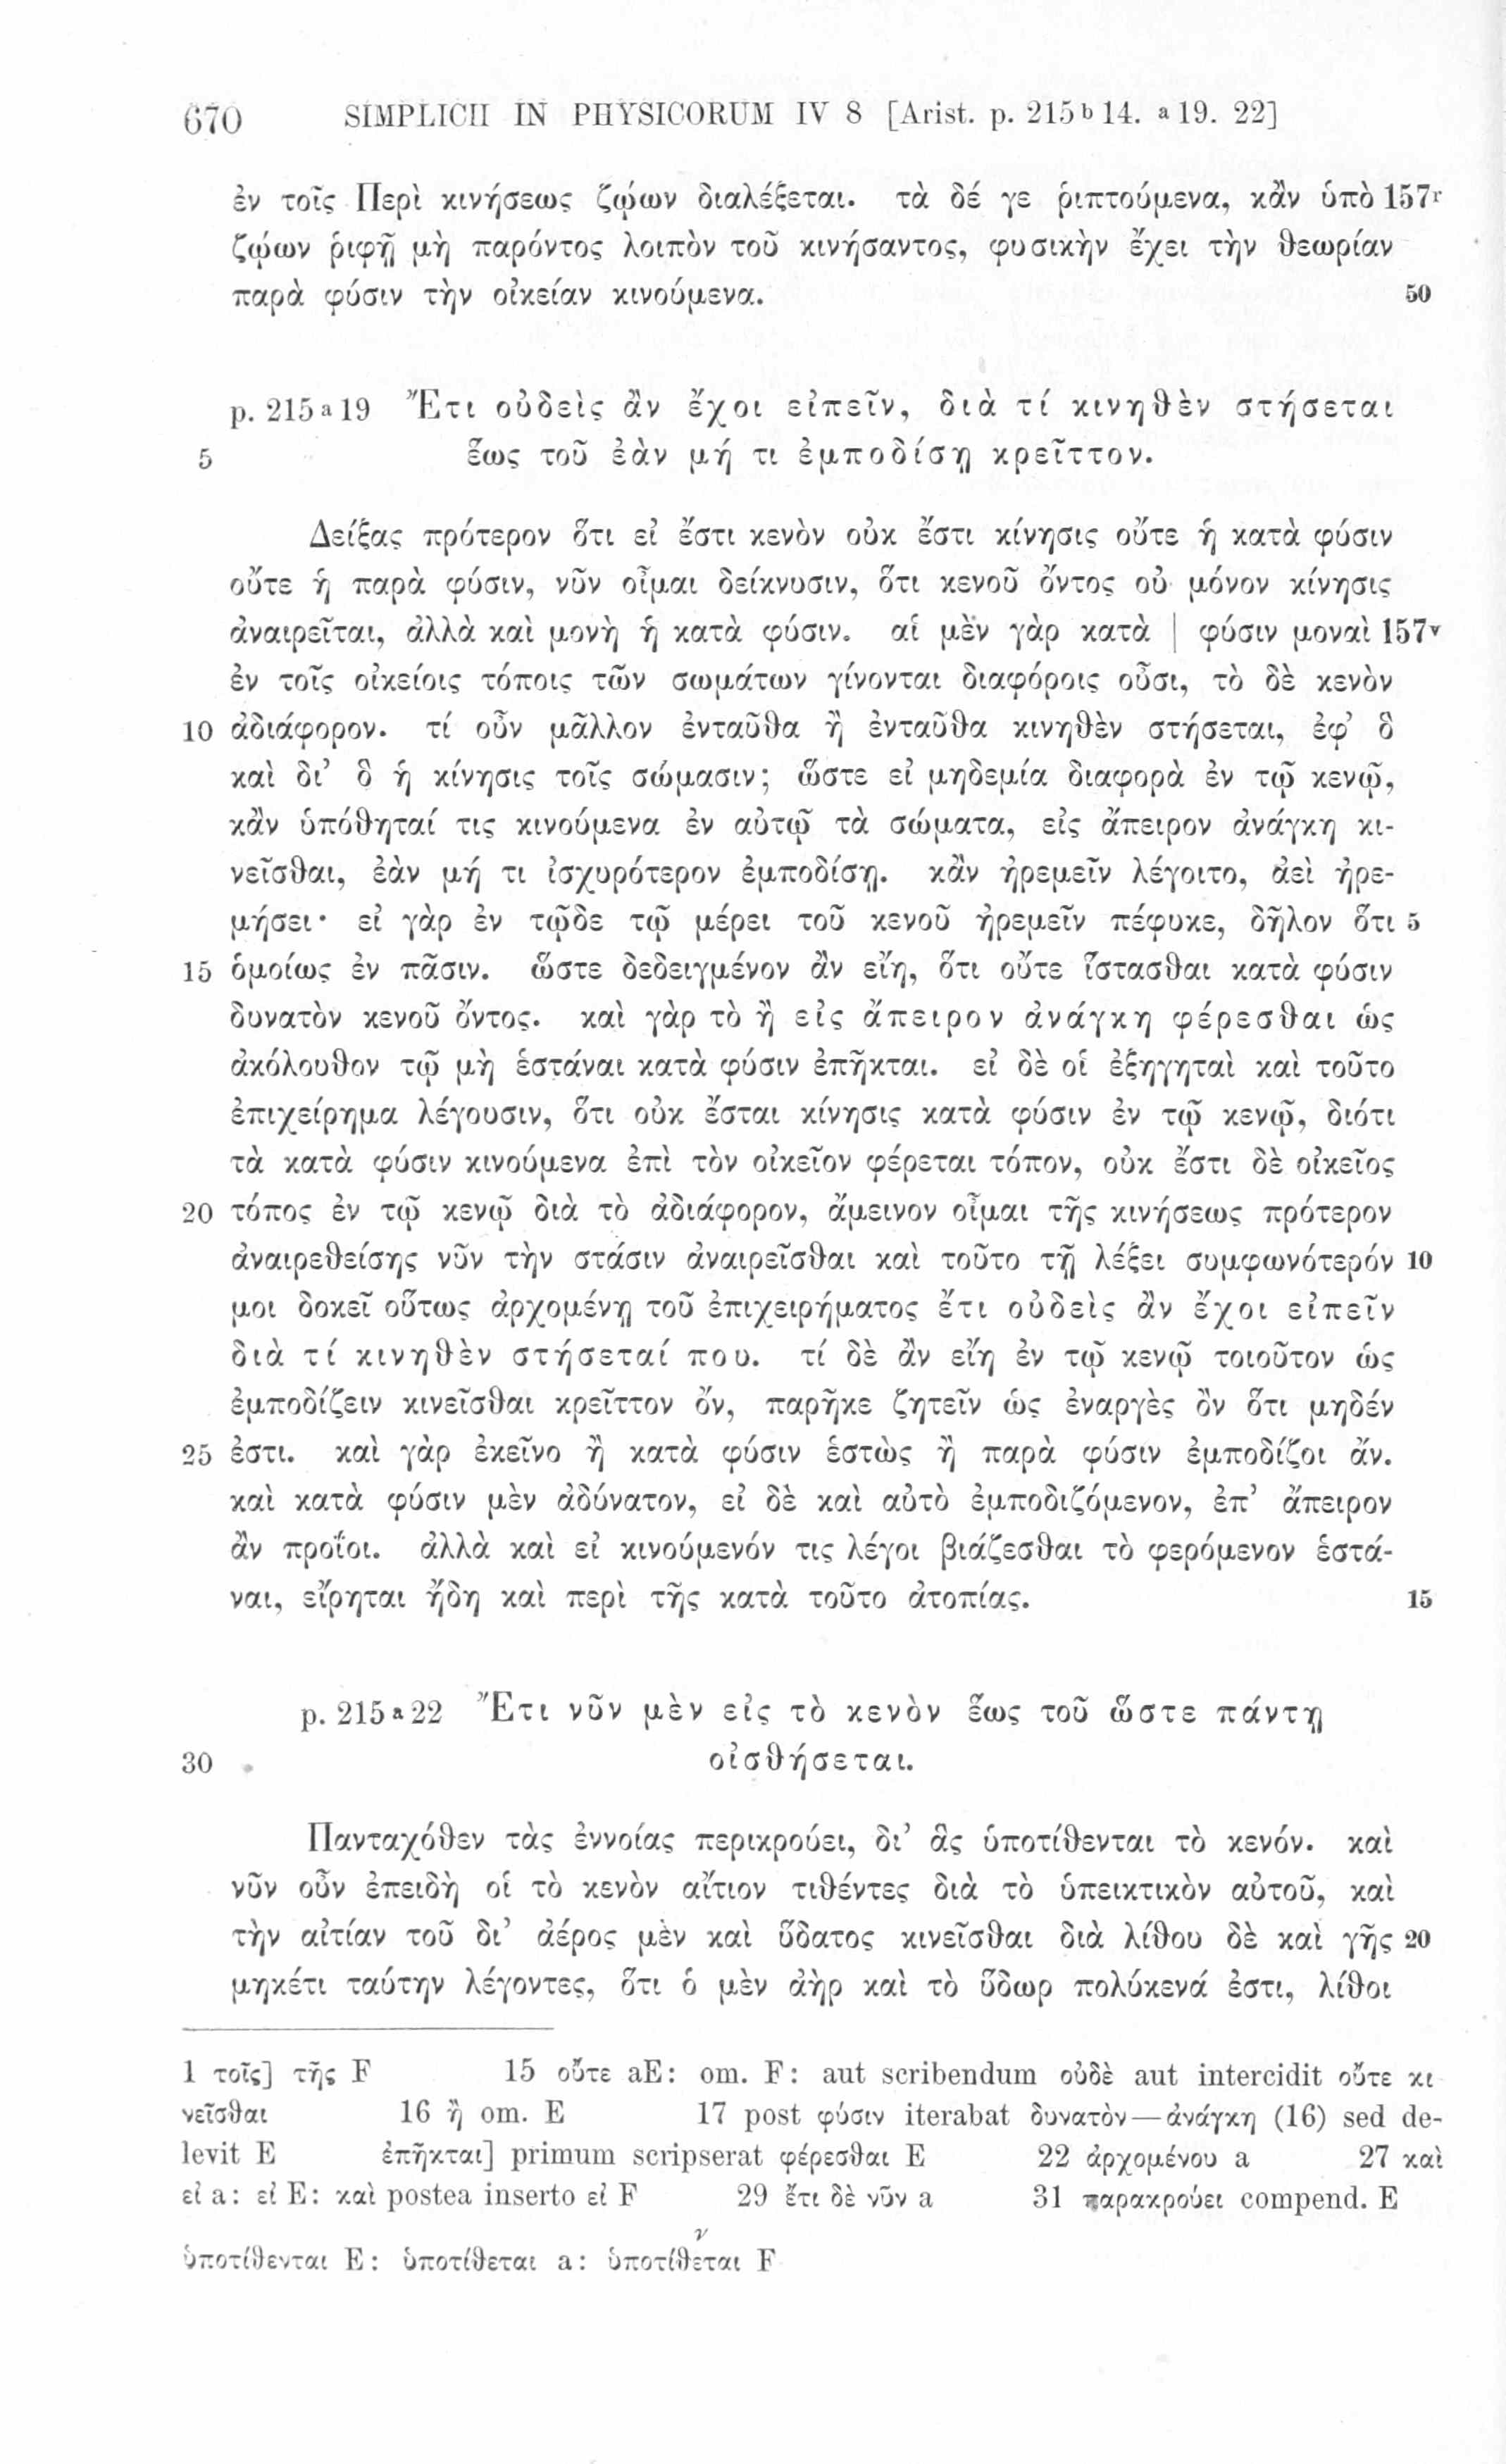 670 SIMPLICII IN PHYSICORUM IV 8 [Arist. p. 215 b 14. a 19. 22]
ἐν τοῖς Περὶ κινήσεως ζῴων διαλέξεται. τὰ δέ γε ῥιπτούμενα, κἂν ὑπὸ 157r
ζῴων ῥιφῇ μὴ παρόντος λοιπὸν τοῦ κινήσαντος, φυσικὴν ἔχει τὴν θεωρίαν
παρὰ φύσιν τὴν οἰκείαν κινούμενα. 50
p. 215 a 19 Ἔτι οὐδεὶς ἂν ἔχοι εἰπεῖν, διὰ τί κινηθὲν στήσεται
5 ἕως τοῦ ἐὰν μή τι ἐμποδίσῃ κρεῖττον.
Δείξας πρότερον ὅτι εἰ ἔστι κενὸν οὐκ ἔστι κίνησις οὔτε ἡ κατὰ φύσιν
οὔτε ἡ παρὰ φύσιν, νῦν οἶμαι δείκνυσιν, ὅτι κενοῦ ὄντος οὐ μόνον κίνησις
ἀναιρεῖται, ἀλλὰ καὶ μονὴ ἡ κατὰ φύσιν. αἱ μὲν γὰρ κατὰ | φύσιν μοναὶ 157v
ἐν τοῖς οἰκείοις τόποις τῶν σωμάτων γίνονται διαφόροις οὖσι, τὸ δὲ κενὸν
10 ἀδιάφορον. τί οὖν μᾶλλον ἐνταῦθα ἢ ἐνταῦθα κινηθὲν στήσεται, ἐφ’ ὃ
καὶ δι’ ὃ ἡ κίνησις τοῖς σώμασιν; ὥστε εἰ μηδεμία διαφορὰ ἐν τῷ κενῷ,
κἂν ὑπόθηταί τις κινούμενα ἐν αὐτῷ τὰ σώματα, εἰς ἄπειρον ἀνάγκη κι-
νεῖσθαι, ἐὰν μή τι ἰσχυρότερον ἐμποδίσῃ. κἂν ἠρεμεῖν λέγοιτο, ἀεὶ ἠρε-
μήσει· εἰ γὰρ ἐν τῷδε τῷ μέρει τοῦ κενοῦ ἠρεμεῖν πέφυκε, δῆλον ὅτι 5
15 ὁμοίως ἐν πᾶσιν. ὥστε δεδειγμένον ἂν εἴη, ὅτι οὔτε ἵστασθαι κατὰ φύσιν
δυνατὸν κενοῦ ὄντος. καὶ γὰρ τὸ ἢ εἰς ἄπειρον ἀνάγκη φέρεσθαι ὡς
ἀκόλουθον τῷ μὴ ἑστάναι κατὰ φύσιν ἐπῆκται. εἰ δὲ οἱ ἐξηγηταὶ καὶ τοῦτο
ἐπιχείρημα λέγουσιν, ὅτι οὐκ ἔσται κίνησις κατὰ φύσιν ἐν τῷ κενῷ, διότι
τὰ κατὰ φύσιν κινούμενα ἐπὶ τὸν οἰκεῖον φέρεται τόπον, οὐκ ἔστι δὲ οἰκεῖος
20 τόπος ἐν τῷ κενῷ διὰ τὸ ἀδιάφορον, ἄμεινον οἶμαι τῆς κινήσεως πρότερον
ἀναιρεθείσης νῦν τὴν στάσιν ἀναιρεῖσθαι καὶ τοῦτο τῇ λέξει συμφωνότερόν 10
μοι δοκεῖ οὕτως ἀρχομένῃ τοῦ ἐπιχειρήματος ἔτι οὐδεὶς ἂν ἔχοι εἰπεῖν
διὰ τί κινηθὲν στήσεταί που. τί δὲ ἂν εἴη ἐν τῷ κενῷ τοιοῦτον ὡς
ἐμποδίζειν κινεῖσθαι κρεῖττον ὄν, παρῆκε ζητεῖν ὡς ἐναργὲς ὂν ὅτι μηδέν
25 ἐστι. καὶ γὰρ ἐκεῖνο ἢ κατὰ φύσιν ἑστὼς ἢ παρὰ φύσιν ἐμποδίζοι ἄν.
καὶ κατὰ φύσιν μὲν ἀδύνατον, εἰ δὲ καὶ αὐτὸ ἐμποδιζόμενον, ἐπ’ ἄπειρον
ἂν προΐοι. ἀλλὰ καὶ εἰ κινούμενόν τις λέγοι βιάζεσθαι τὸ φερόμενον ἑστά-
ναι, εἴρηται ἤδη καὶ περὶ τῆς κατὰ τοῦτο ἀτοπίας. 15
p. 215 a 22 Ἔτι νῦν μὲν εἰς τὸ κενὸν ἕως τοῦ ὥστε πάντῃ
30 οἰσθήσεται.
Πανταχόθεν τὰς ἐννοίας περικρούει, δι’ ἃς ὑποτίθενται τὸ κενόν. καὶ
νῦν οὖν ἐπειδὴ οἱ τὸ κενὸν αἴτιον τιθέντες διὰ τὸ ὑπεικτικὸν αὐτοῦ, καὶ
τὴν αἰτίαν τοῦ δι’ ἀέρος μὲν καὶ ὕδατος κινεῖσθαι διὰ λίθου δὲ καὶ γῆς 20
μηκέτι ταύτην λέγοντες, ὅτι ὁ μὲν ἀὴρ καὶ τὸ ὕδωρ πολύκενά ἐστι, λίθοι
1 τοῖς] τῆς F 15 οὔτε aE: om. F: aut scribendum οὐδὲ aut intercidit οὔτε κι
νεῖσθαι 16 ἢ om. E 17 post φύσιν iterabat δυνατὸν—ἀνάγκη (16) sed de-
levit E ἐπῆκται] primum scripserat φέρεσθαι E 22 ἀρχομένου a 27 καὶ
εἰ a: εἰ E: καὶ postea inserto εἰ F 29 ἔτι δὲ νῦν a 31 παρακρούει compend. E
ὑποτίθενται E: ὑποτίθεται a: ὑποτίθεται F
ν